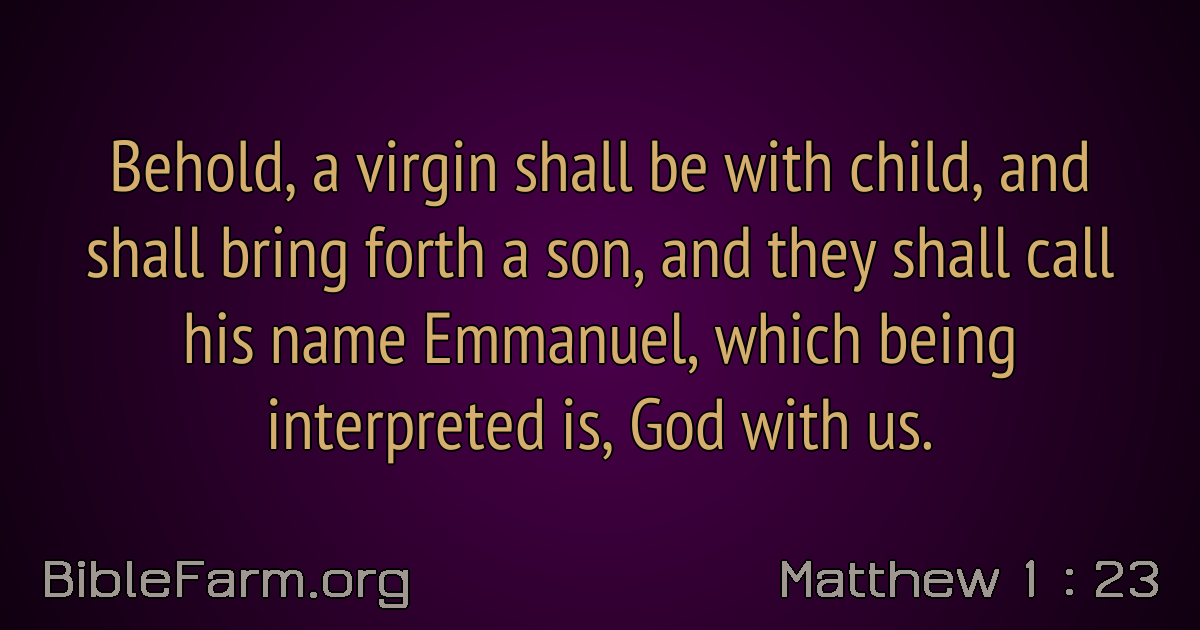 Behold, a virgin shall be with child, and
shall bring forth a son, and they shall call
his name Emmanuel, which being
interpreted is, God with us.
BibleFarm.org
Matthew 1 : 23